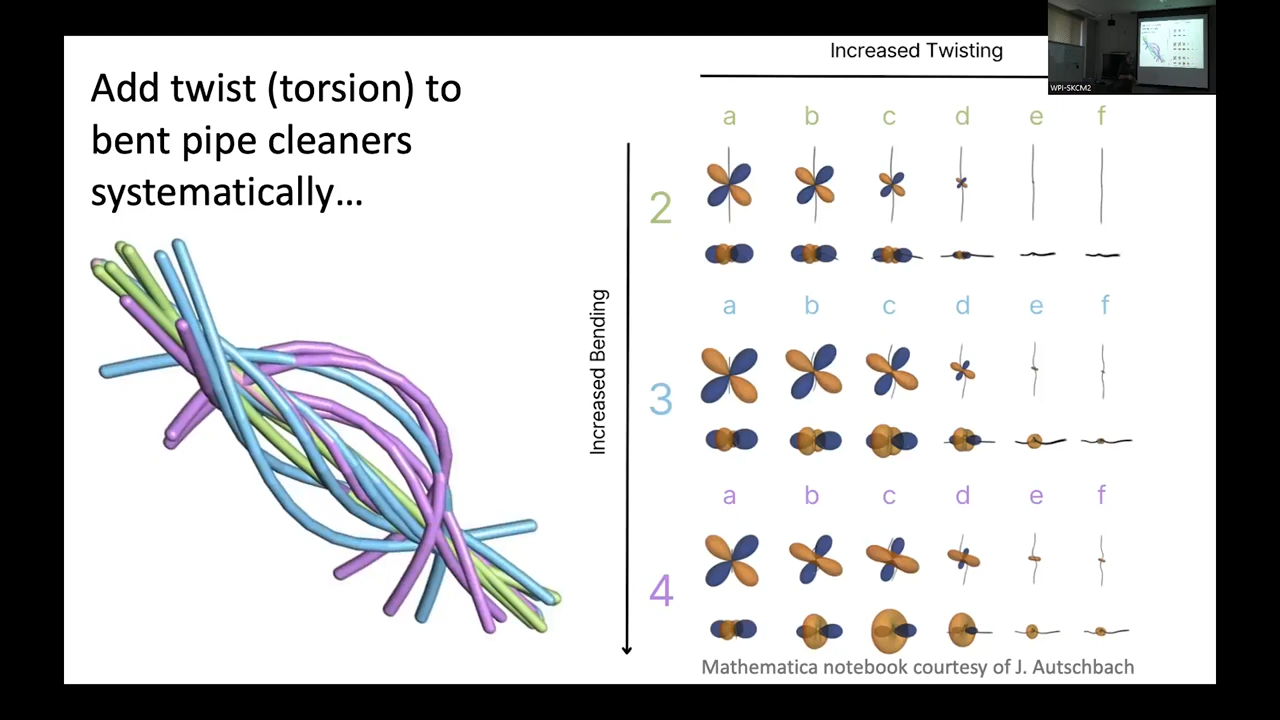 Add twist (torsion) to
bent pipe cleaners
systematically…
Increased Twisting
Increased Bending
a b c d e f
2
a b c d e f
3
a b c d e f
4
Mathematica notebook courtesy of J. Autschbach
WPI-SKCM2